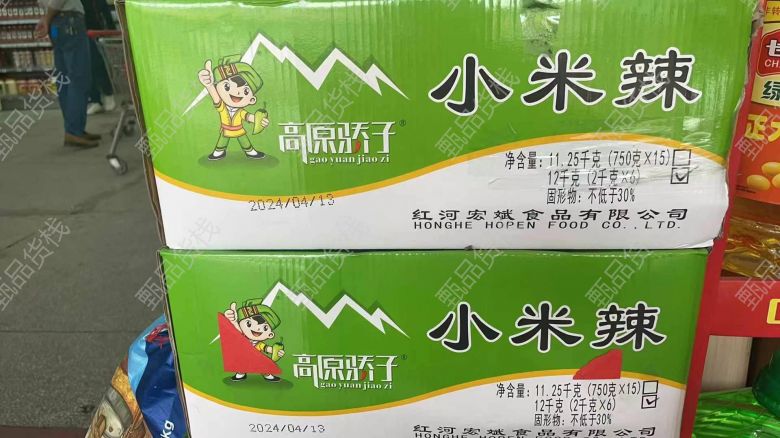 小米辣
高原骄子®
gao yuan jiao zi
净含量: 11.25千克 (750克×15)
12千克 (2千克×6)
固形物: 不低于30%
2024/04/13
红河宏斌食品有限公司
HONGHE HOPEN FOOD CO.,LTD.
小米辣
高原骄子®
gao yuan jiao zi
净含量: 11.25千克 (750克×15)
12千克 (2千克×6)
固形物: 不低于30%
2024/04/13
kg
甄品货栈